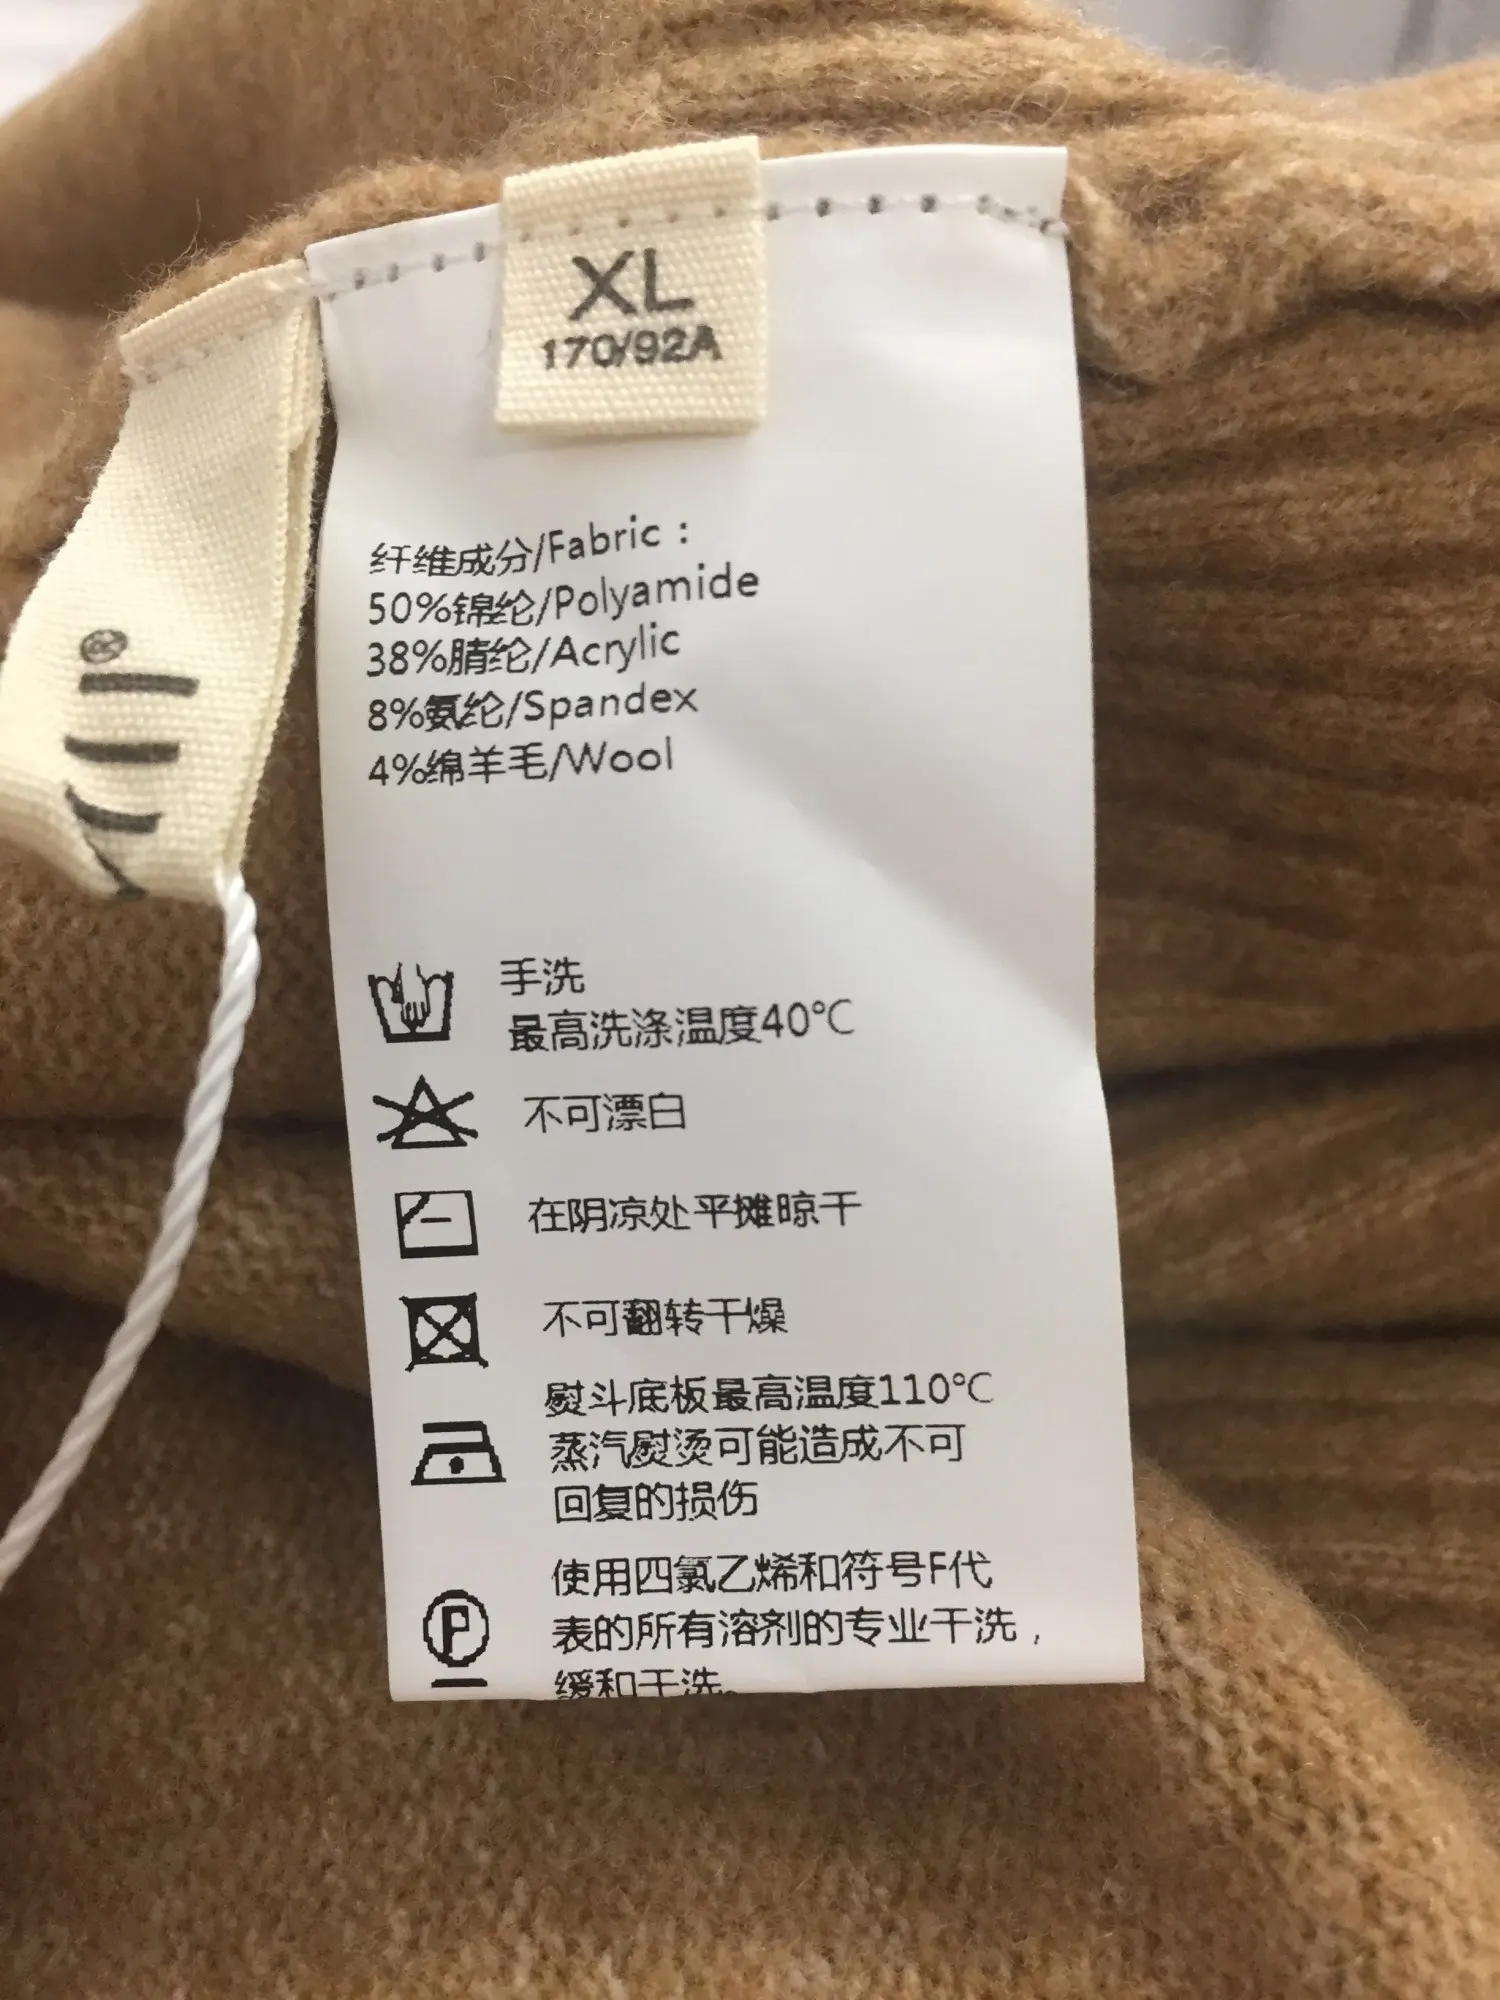 XL
170/92A
纤维成分/Fabric：
50%锦纶/Polyamide
38%腈纶/Acrylic
8%氨纶/Spandex
4%绵羊毛/Wool
手洗
最高洗涤温度40℃
不可漂白
在阴凉处平摊晾干
不可翻转干燥
熨斗底板最高温度110℃
蒸汽熨烫可能造成不可
回复的损伤
P
使用四氯乙烯和符号F代
表的所有溶剂的专业干洗，
缓和干洗。